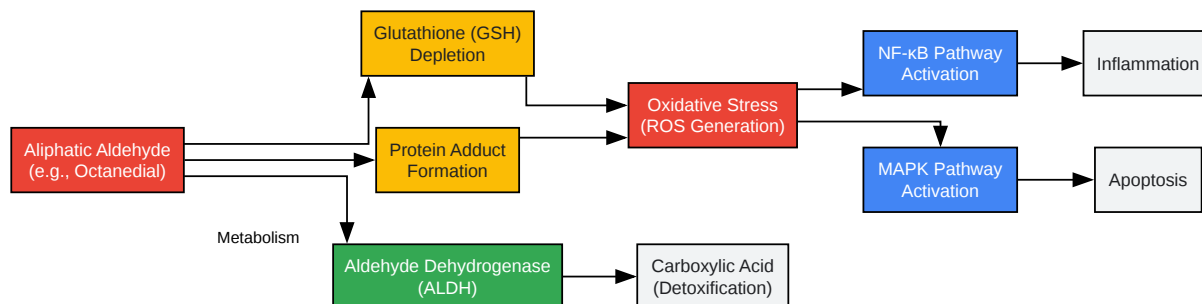 Glutathione (GSH)
Depletion
NF-κB Pathway
Activation
Inflammation
Oxidative Stress
(ROS Generation)
Aliphatic Aldehyde
(e.g., Octanedial)
Protein Adduct
Formation
MAPK Pathway
Activation
Apoptosis
Metabolism
Aldehyde Dehydrogenase
(ALDH)
Carboxylic Acid
(Detoxification)